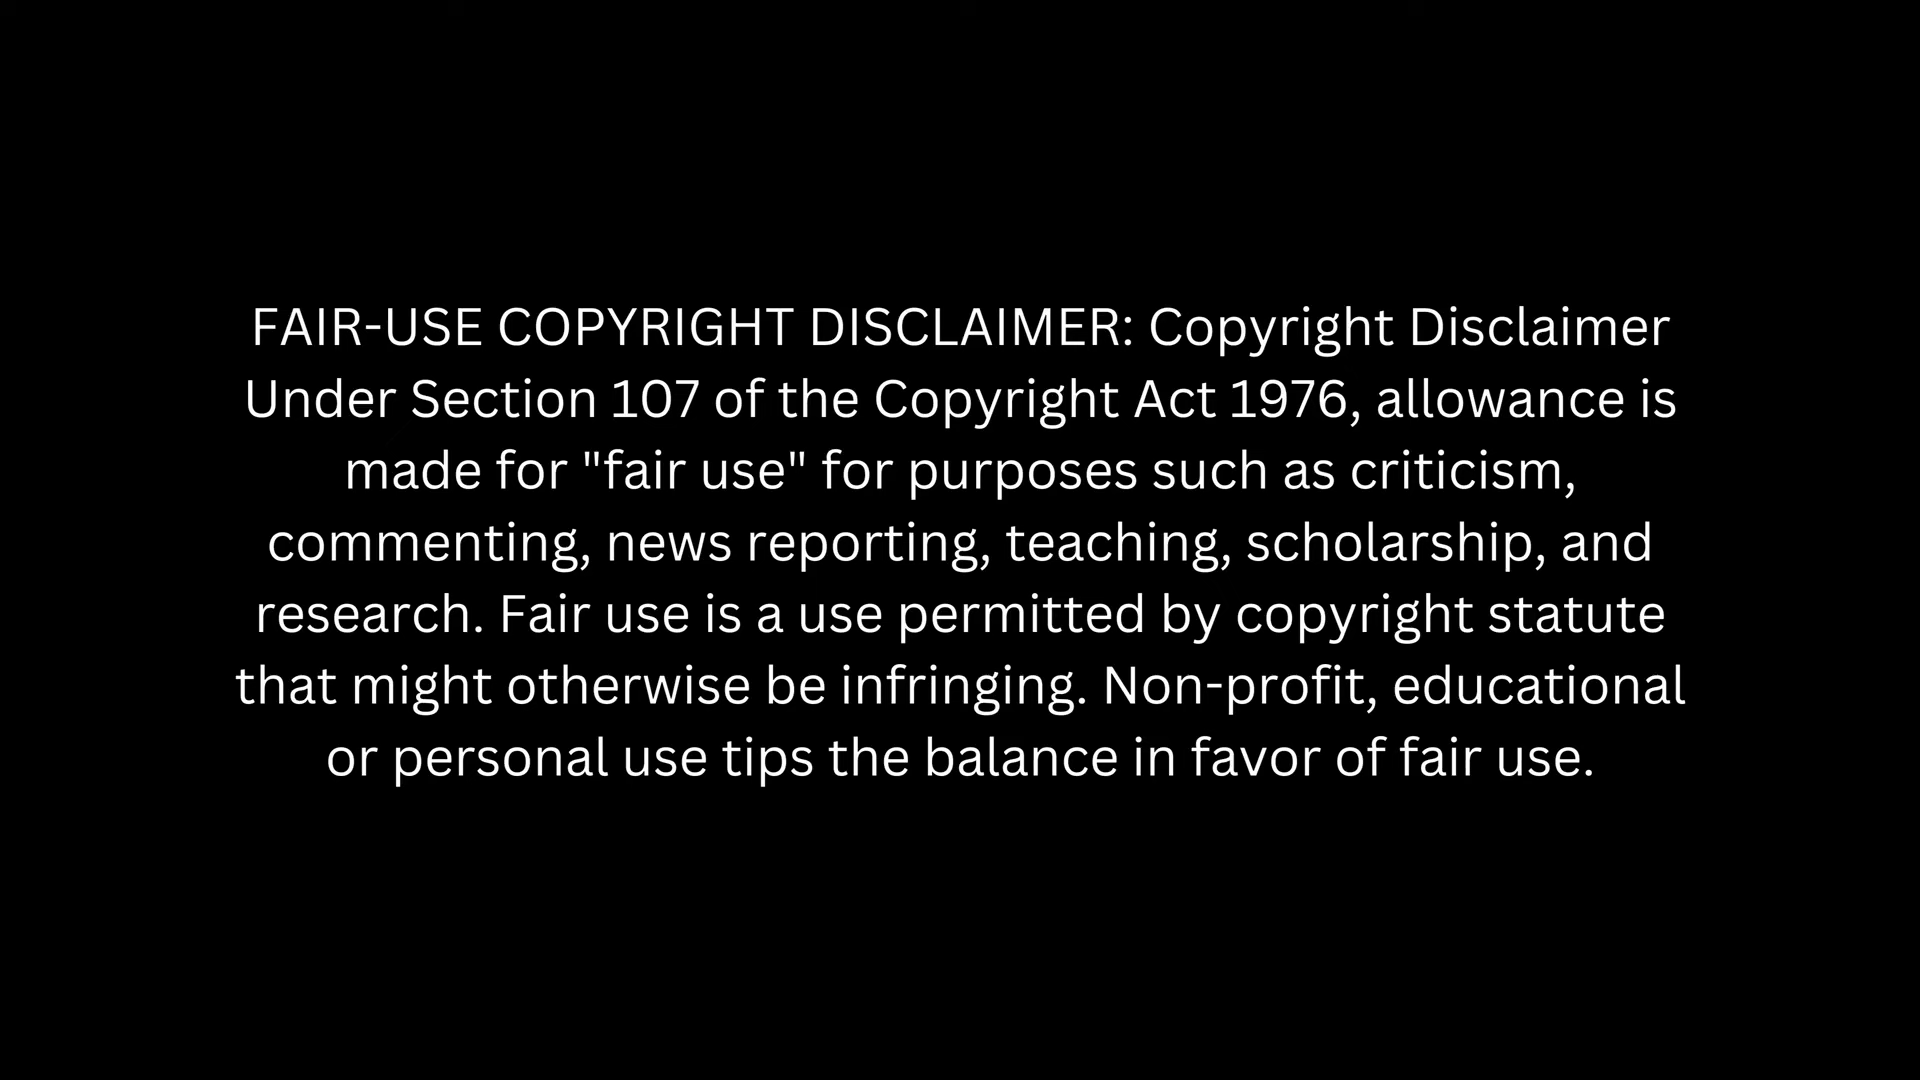 FAIR-USE COPYRIGHT DISCLAIMER: Copyright Disclaimer
Under Section 107 of the Copyright Act 1976, allowance is
made for "fair use" for purposes such as criticism,
commenting, news reporting, teaching, scholarship, and
research. Fair use is a use permitted by copyright statute
that might otherwise be infringing. Non-profit, educational
or personal use tips the balance in favor of fair use.